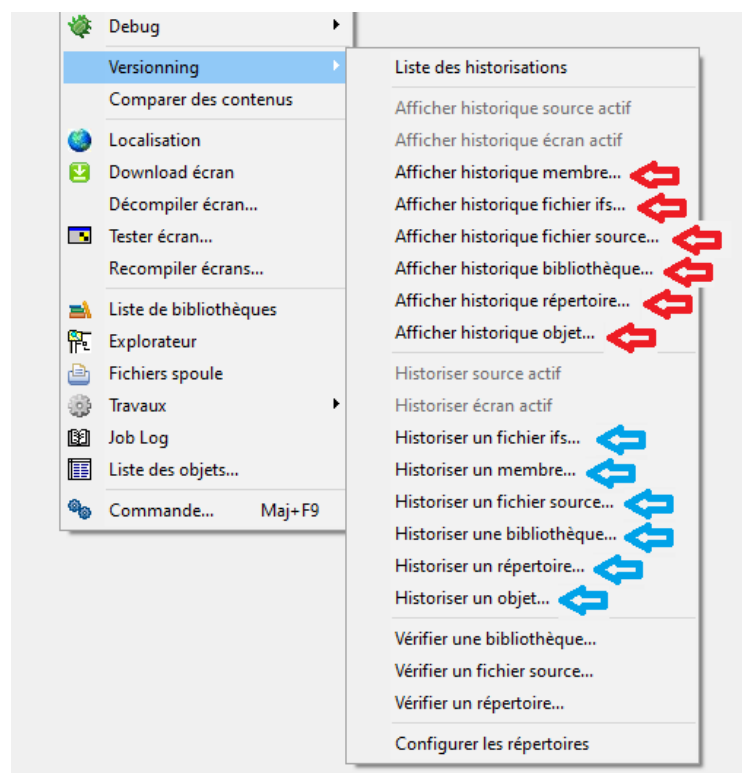 Debug
Versionning
Comparer des contenus
Localisation
Download écran
Décompiler écran...
Tester écran...
Recompiler écrans...
Liste de bibliothèques
Explorateur
Fichiers spoule
Travaux
Job Log
Liste des objets...
Commande... Maj+F9
Liste des historisations
Afficher historique source actif
Afficher historique écran actif
Afficher historique membre...
Afficher historique fichier ifs...
Afficher historique fichier source...
Afficher historique bibliothèque...
Afficher historique répertoire...
Afficher historique objet...
Historiser source actif
Historiser écran actif
Historiser un fichier ifs...
Historiser un membre...
Historiser un fichier source...
Historiser une bibliothèque...
Historiser un répertoire...
Historiser un objet...
Vérifier une bibliothèque...
Vérifier un fichier source...
Vérifier un répertoire...
Configurer les répertoires